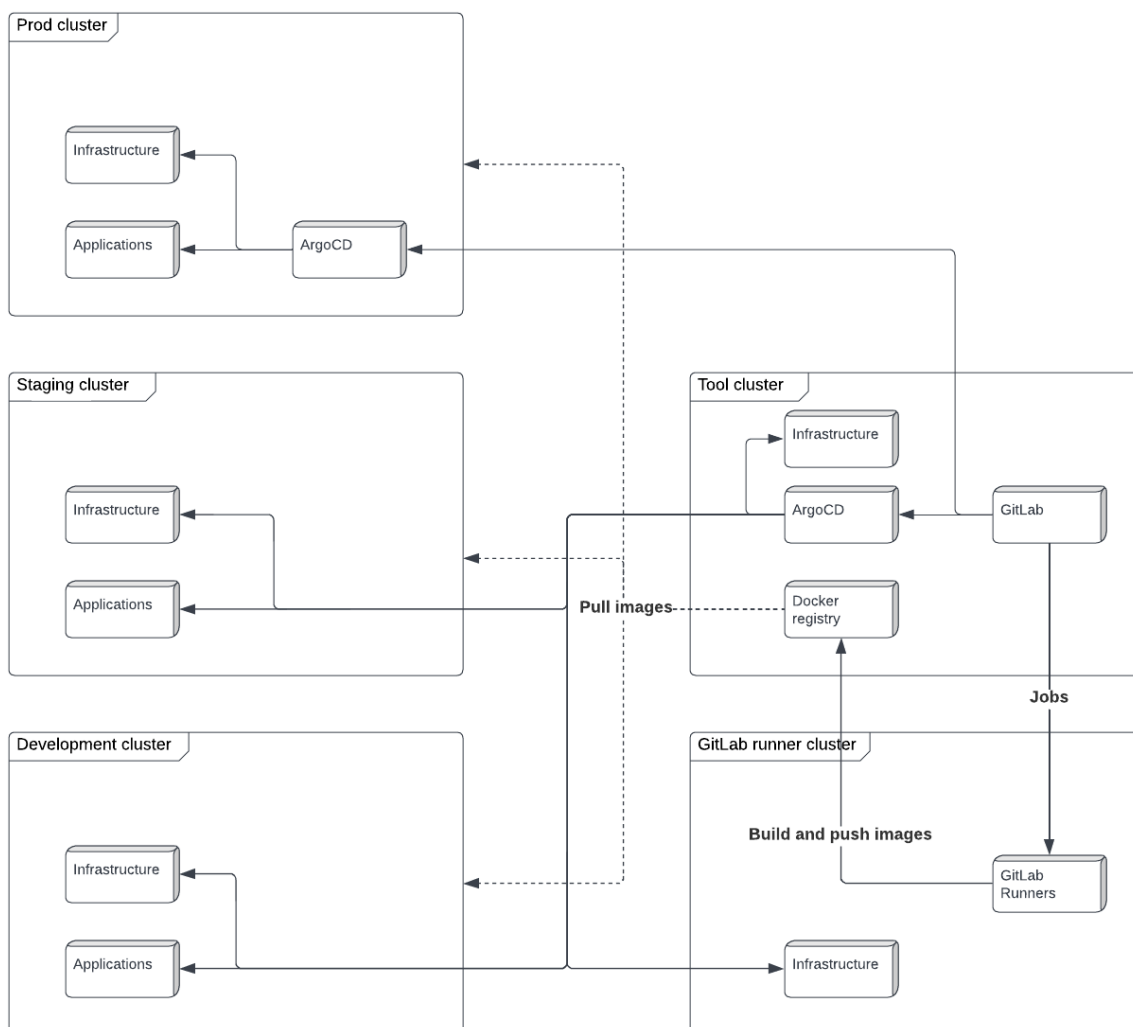 Prod cluster
Infrastructure
Applications
ArgoCD
Staging cluster
Infrastructure
Applications
Tool cluster
Infrastructure
ArgoCD
GitLab
Docker
registry
Pull images
Jobs
Development cluster
Infrastructure
Applications
GitLab runner cluster
Build and push images
GitLab
Runners
Infrastructure